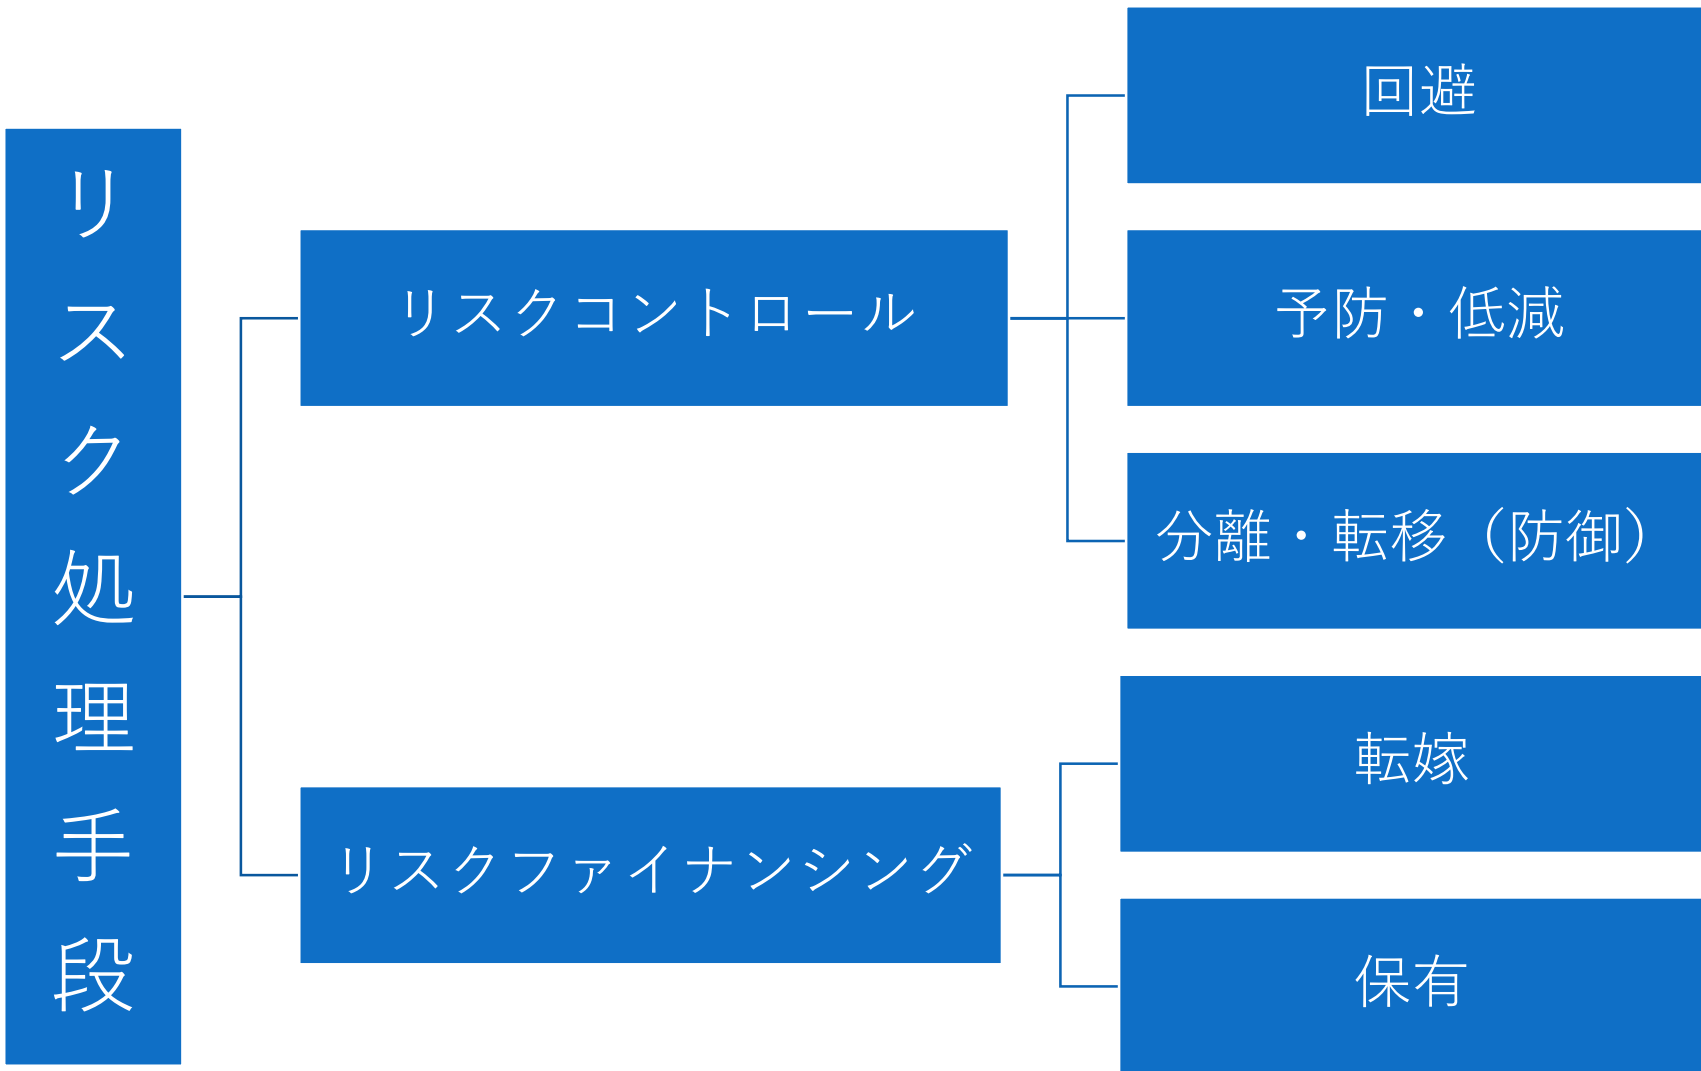 リスク処理手段
リスクコントロール
回避
予防・低減
分離・転移（防御）
リスクファイナンシング
転嫁
保有